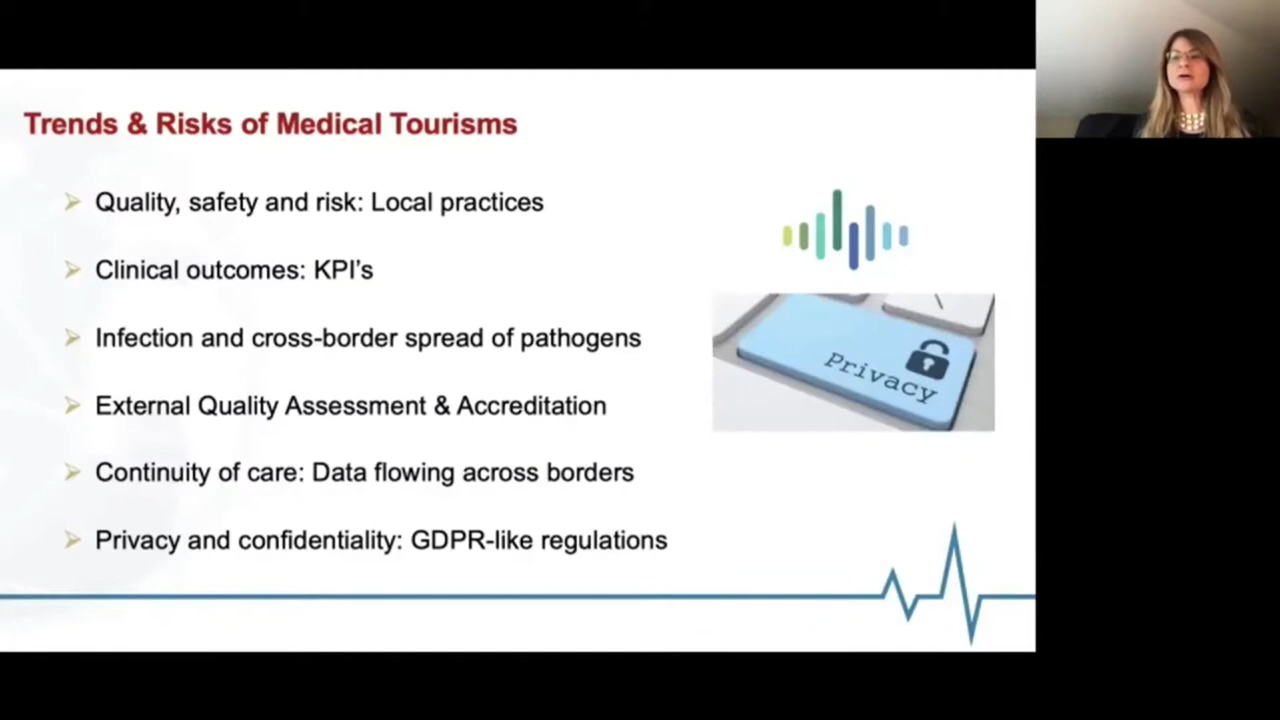 Trends & Risks of Medical Tourisms
Quality, safety and risk: Local practices
Clinical outcomes: KPI's
Infection and cross-border spread of pathogens
External Quality Assessment & Accreditation
Continuity of care: Data flowing across borders
Privacy and confidentiality: GDPR-like regulations
Privacy